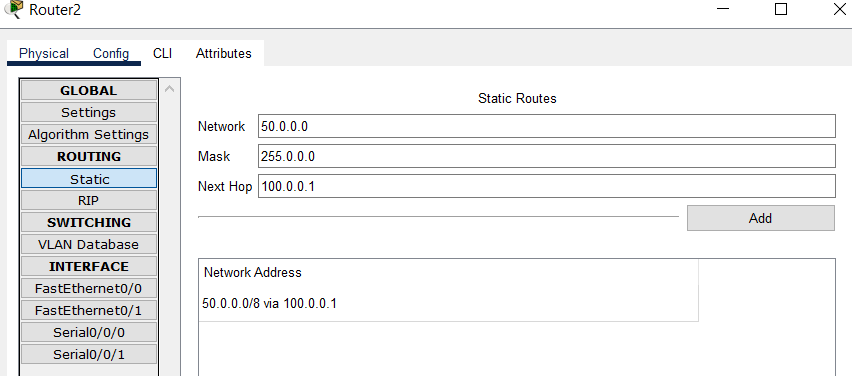 Router2
Physical Config CLI Attributes
GLOBAL
Settings
Algorithm Settings
ROUTING
Static
RIP
SWITCHING
VLAN Database
INTERFACE
FastEthernet0/0
FastEthernet0/1
Serial0/0/0
Serial0/0/1
Static Routes
Network 50.0.0.0
Mask 255.0.0.0
Next Hop 100.0.0.1
Add
Network Address
50.0.0.0/8 via 100.0.0.1